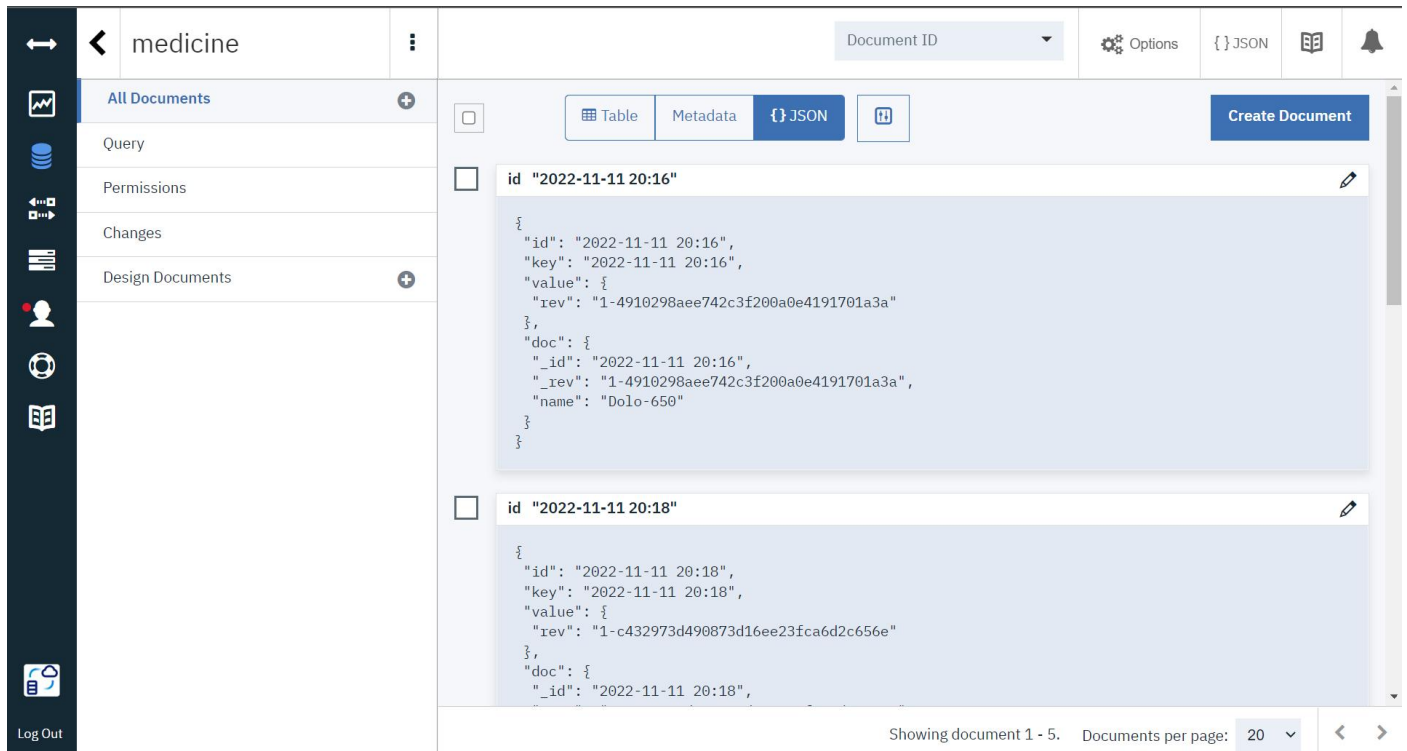 medicine
Document ID
Options
{ } JSON
All Documents
Query
Permissions
Changes
Design Documents
Table
Metadata
{ } JSON
Create Document
id "2022-11-11 20:16"
{
"id": "2022-11-11 20:16",
"key": "2022-11-11 20:16",
"value": {
"rev": "1-4910298aee742c3f200a0e4191701a3a"
},
"doc": {
"_id": "2022-11-11 20:16",
"_rev": "1-4910298aee742c3f200a0e4191701a3a",
"name": "Dolo-650"
}
}
id "2022-11-11 20:18"
{
"id": "2022-11-11 20:18",
"key": "2022-11-11 20:18",
"value": {
"rev": "1-c432973d490873d16ee23fca6d2c656e"
},
"doc": {
"_id": "2022-11-11 20:18",
Log Out
Showing document 1 - 5.
Documents per page: 20